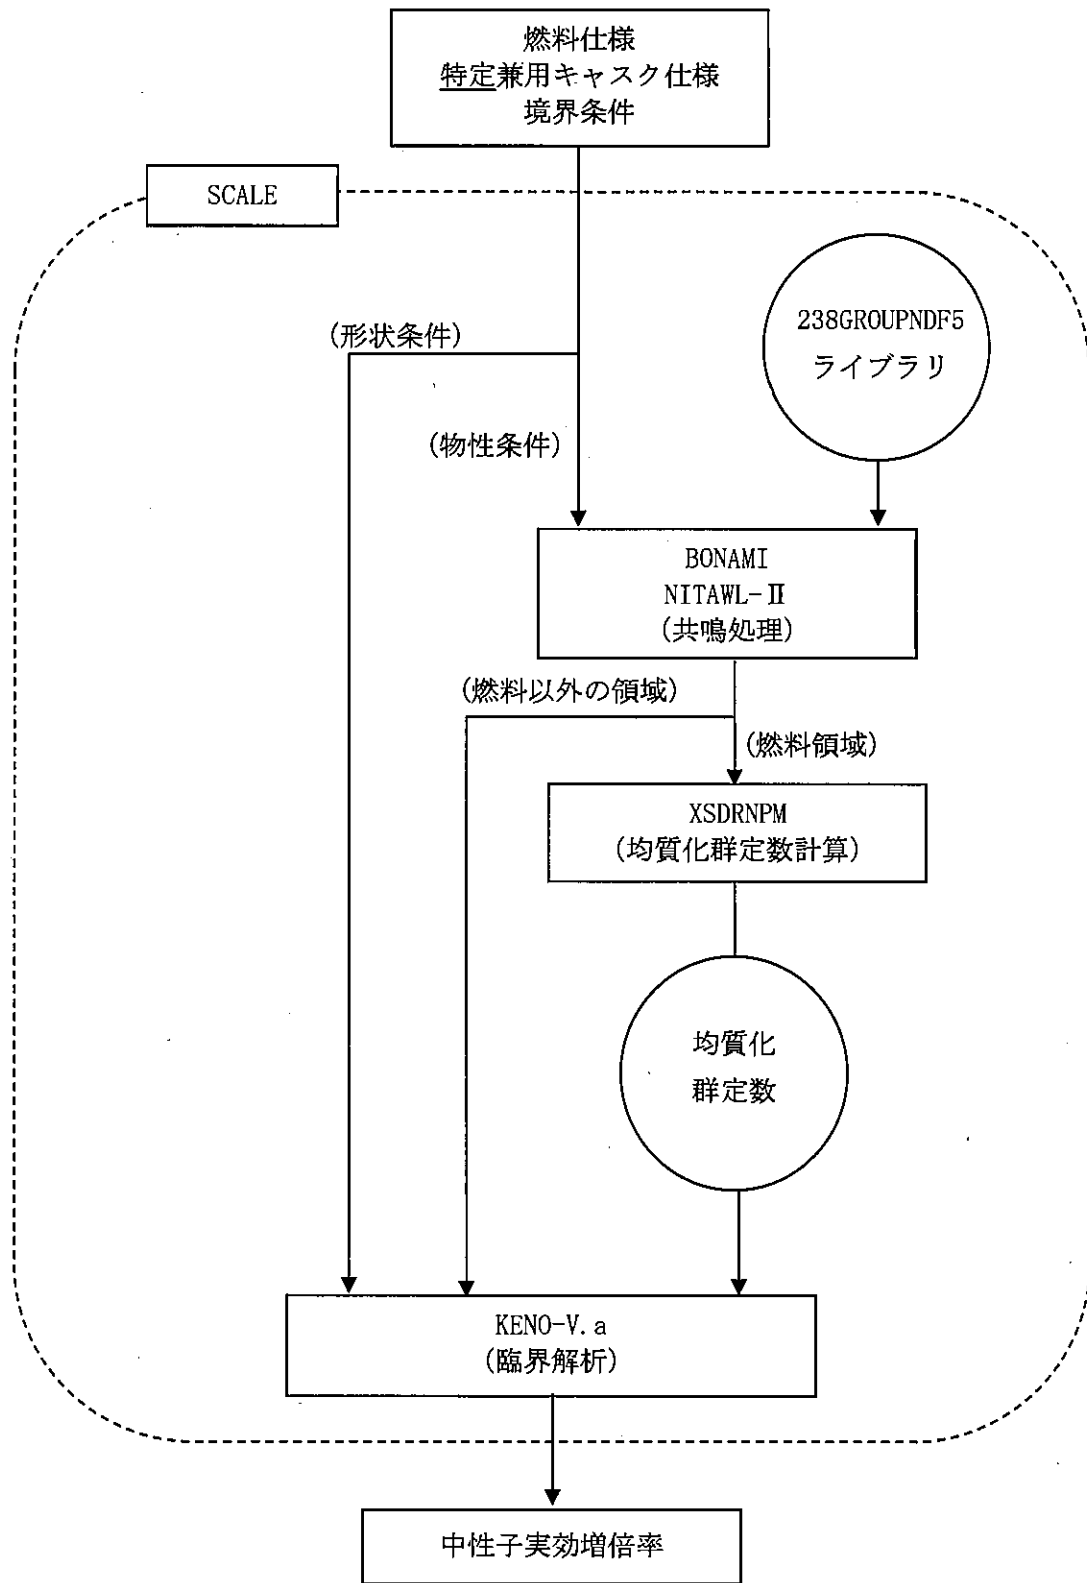 燃料仕様
特定兼用キャスク仕様
境界条件
SCALE
238GROUPNDF5
ライブラリ
(形状条件)
(物性条件)
BONAMI
NITAWL-Ⅱ
(共鳴処理)
(燃料以外の領域)
(燃料領域)
XSDRNPM
(均質化群定数計算)
均質化
群定数
KENO-V.a
(臨界解析)
中性子実効増倍率